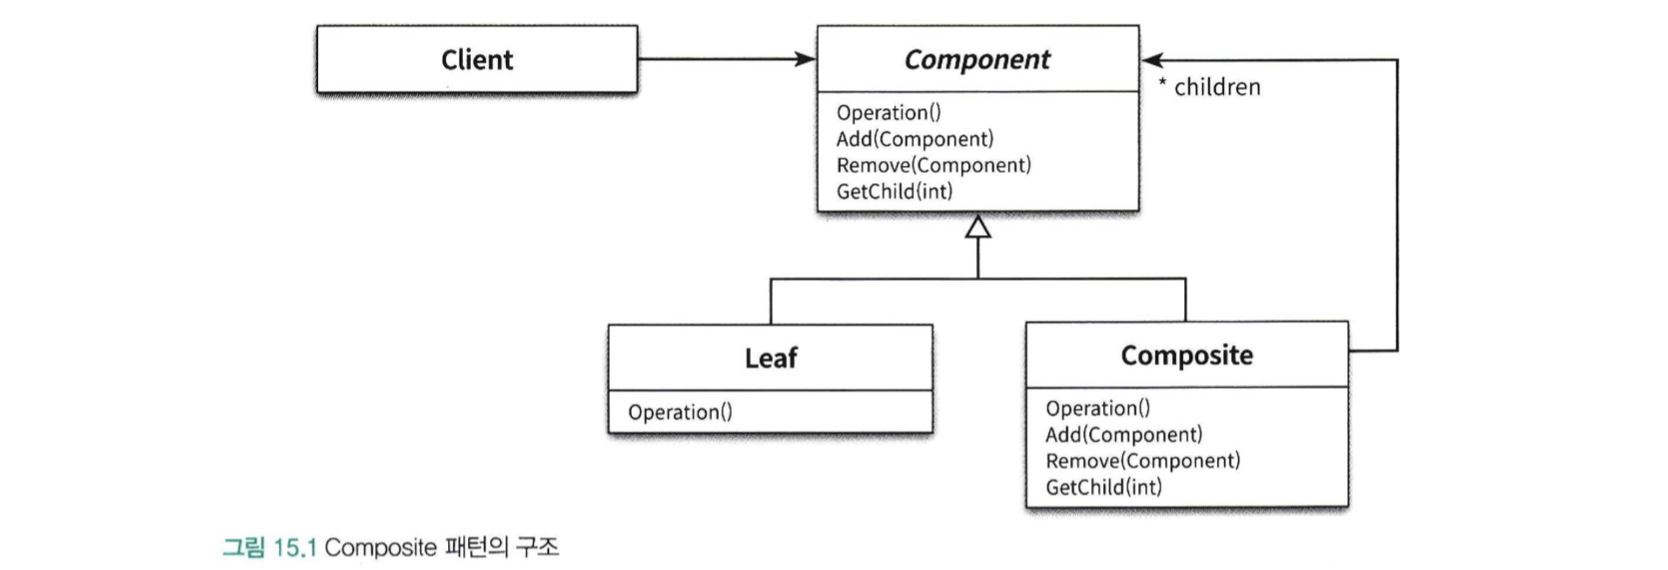 Client
Component
* children
Operation()
Add(Component)
Remove(Component)
GetChild(int)
Leaf
Operation()
Composite
Operation()
Add(Component)
Remove(Component)
GetChild(int)
그림 15.1 Composite 패턴의 구조